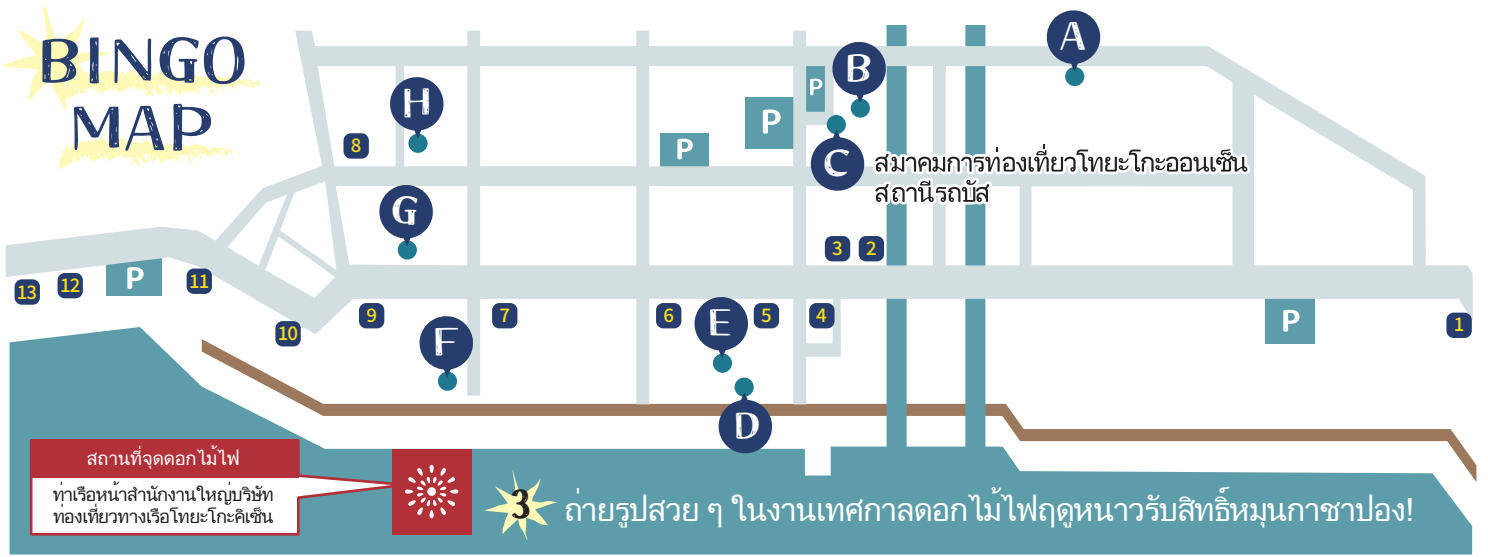 BINGO
MAP
A
B
H
P
P
P
8
C
สมาคมการท่องเที่ยวโทยะโกะออนเซ็น
สถานีรถบัส
G
3
2
13
12
P
11
10
9
7
6
E
5
4
P
1
F
D
สถานที่จุดดอกไม้ไฟ
ท่าเรือหน้าสำนักงานใหญ่บริษัท
ท่องเที่ยวทางเรือโทยะโกะคิเซ็น
3 ถ่ายรูปสวย ๆ ในงานเทศกาลดอกไม้ไฟฤดูหนาวรับสิทธิ์หมุนกาชาปอง!